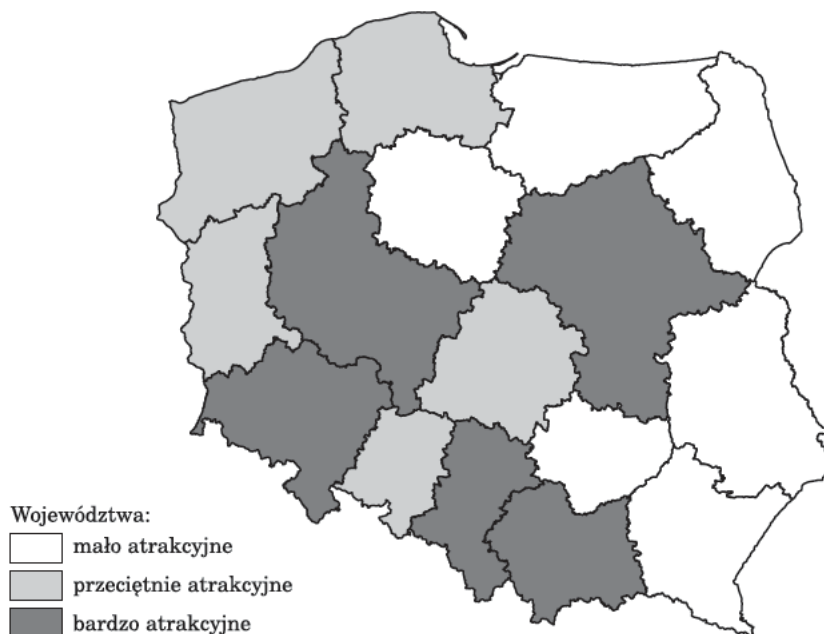 Województwa:
mało atrakcyjne
przeciętnie atrakcyjne
bardzo atrakcyjne